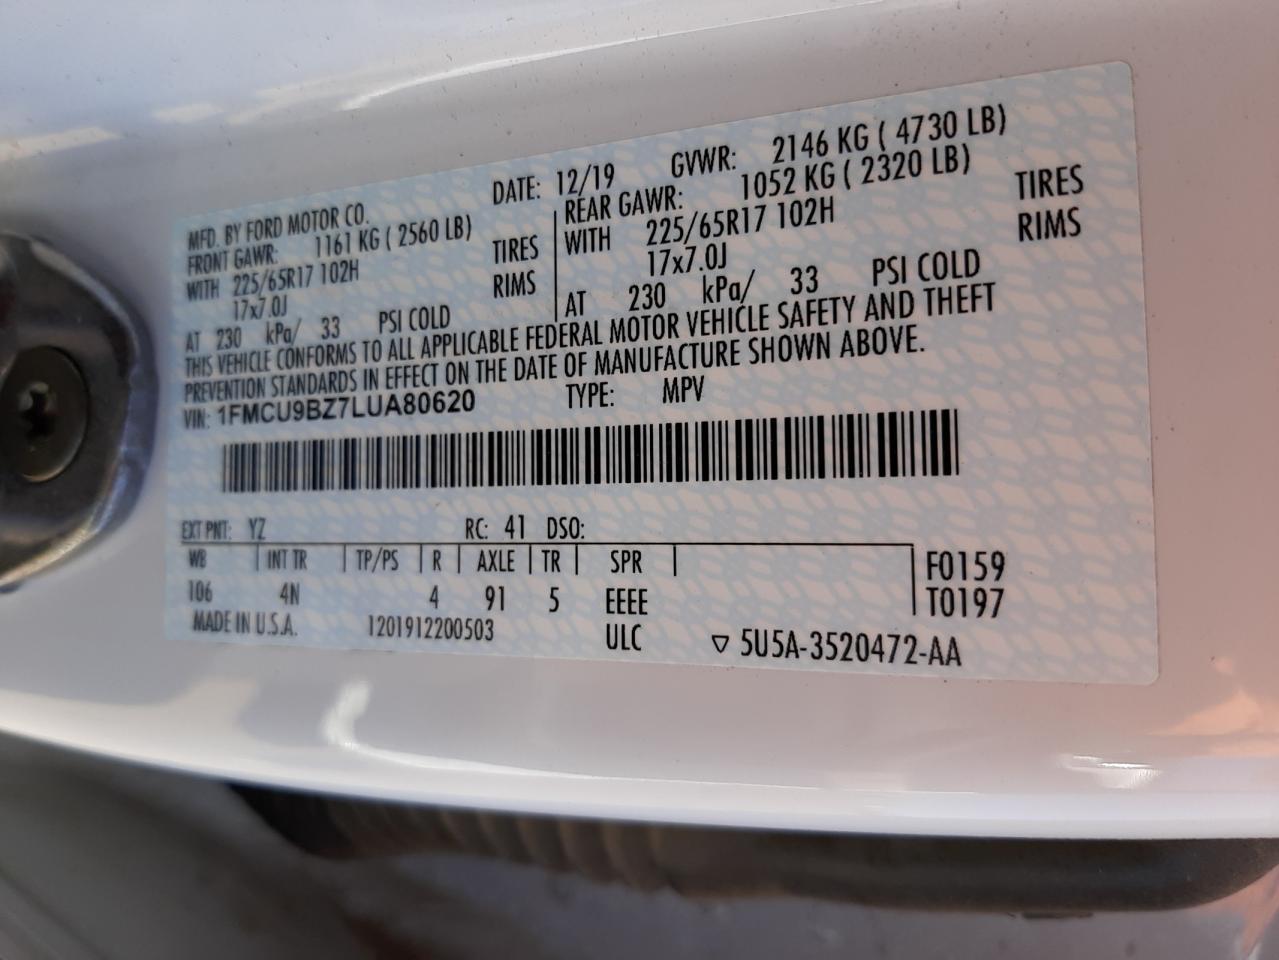 MFD. BY FORD MOTOR CO. DATE: 12/19 GVWR: 2146 KG ( 4730 LB)
FRONT GAWR: 1161 KG ( 2560 LB) REAR GAWR: 1052 KG ( 2320 LB)
WITH 225/65R17 102H TIRES WITH 225/65R17 102H TIRES
17x7.0J RIMS 17x7.0J RIMS
AT 230 kPa/ 33 PSI COLD AT 230 kPa/ 33 PSI COLD
THIS VEHICLE CONFORMS TO ALL APPLICABLE FEDERAL MOTOR VEHICLE SAFETY AND THEFT
PREVENTION STANDARDS IN EFFECT ON THE DATE OF MANUFACTURE SHOWN ABOVE.
VIN: 1FMCU9BZ7LUA80620 TYPE: MPV
EXT PNT: YZ RC: 41 DSO:
WB INT TR TP/PS R AXLE TR SPR F0159
106 4N 4 91 5 EEEE T0197
MADE IN U.S.A. 1201912200503 ULC ▽ 5U5A-3520472-AA